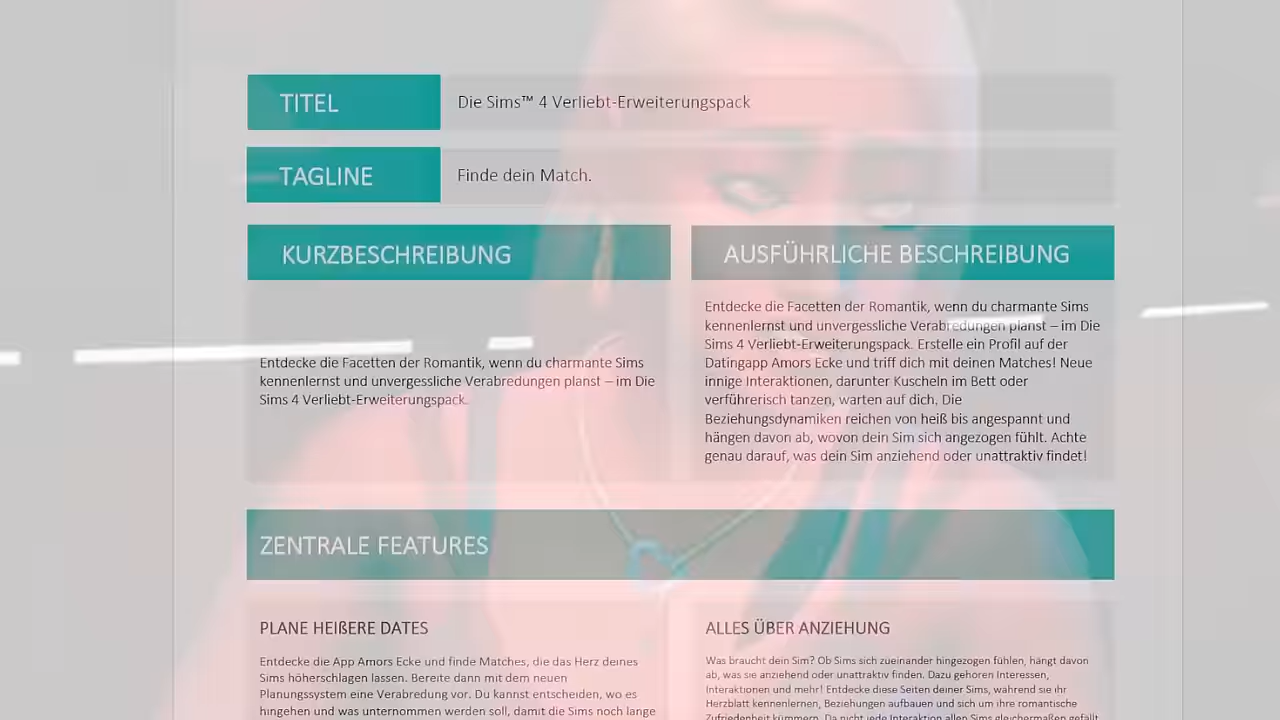 TITEL
Die Sims™ 4 Verliebt-Erweiterungspack
TAGLINE
Finde dein Match.
KURZBESCHREIBUNG
Entdecke die Facetten der Romantik, wenn du charmante Sims
kennenlernst und unvergessliche Verabredungen planst – im Die
Sims 4 Verliebt-Erweiterungspack.
AUSFÜHRLICHE BESCHREIBUNG
Entdecke die Facetten der Romantik, wenn du charmante Sims
kennenlernst und unvergessliche Verabredungen planst – im Die
Sims 4 Verliebt-Erweiterungspack. Erstelle ein Profil auf der
Datingapp Amors Ecke und triff dich mit deinen Matches! Neue
innige Interaktionen, darunter Kuscheln im Bett oder
verführerisch tanzen, warten auf dich. Die
Beziehungsdynamiken reichen von heiß bis angespannt und
hängen davon ab, wovon dein Sim sich angezogen fühlt. Achte
genau darauf, was dein Sim anziehend oder unattraktiv findet!
ZENTRALE FEATURES
PLANE HEIßERE DATES
Entdecke die App Amors Ecke und finde Matches, die das Herz deines
Sims höherschlagen lassen. Bereite dann mit dem neuen
Planungssystem eine Verabredung vor. Du kannst entscheiden, wo es
hingehen und was unternommen werden soll, damit die Sims noch lange
ALLES ÜBER ANZIEHUNG
Was braucht dein Sim? Ob Sims sich zueinander hingezogen fühlen, hängt davon
ab, was sie anziehend oder unattraktiv finden. Dazu gehören Interessen,
Interaktionen und mehr! Entdecke diese Seiten deiner Sims, während sie ihr
Herzblatt kennenlernen, Beziehungen aufbauen und sich um ihre romantische
Zufriedenheit kümmern. Da nicht jede Interaktion allen Sims gleichermaßen gefällt